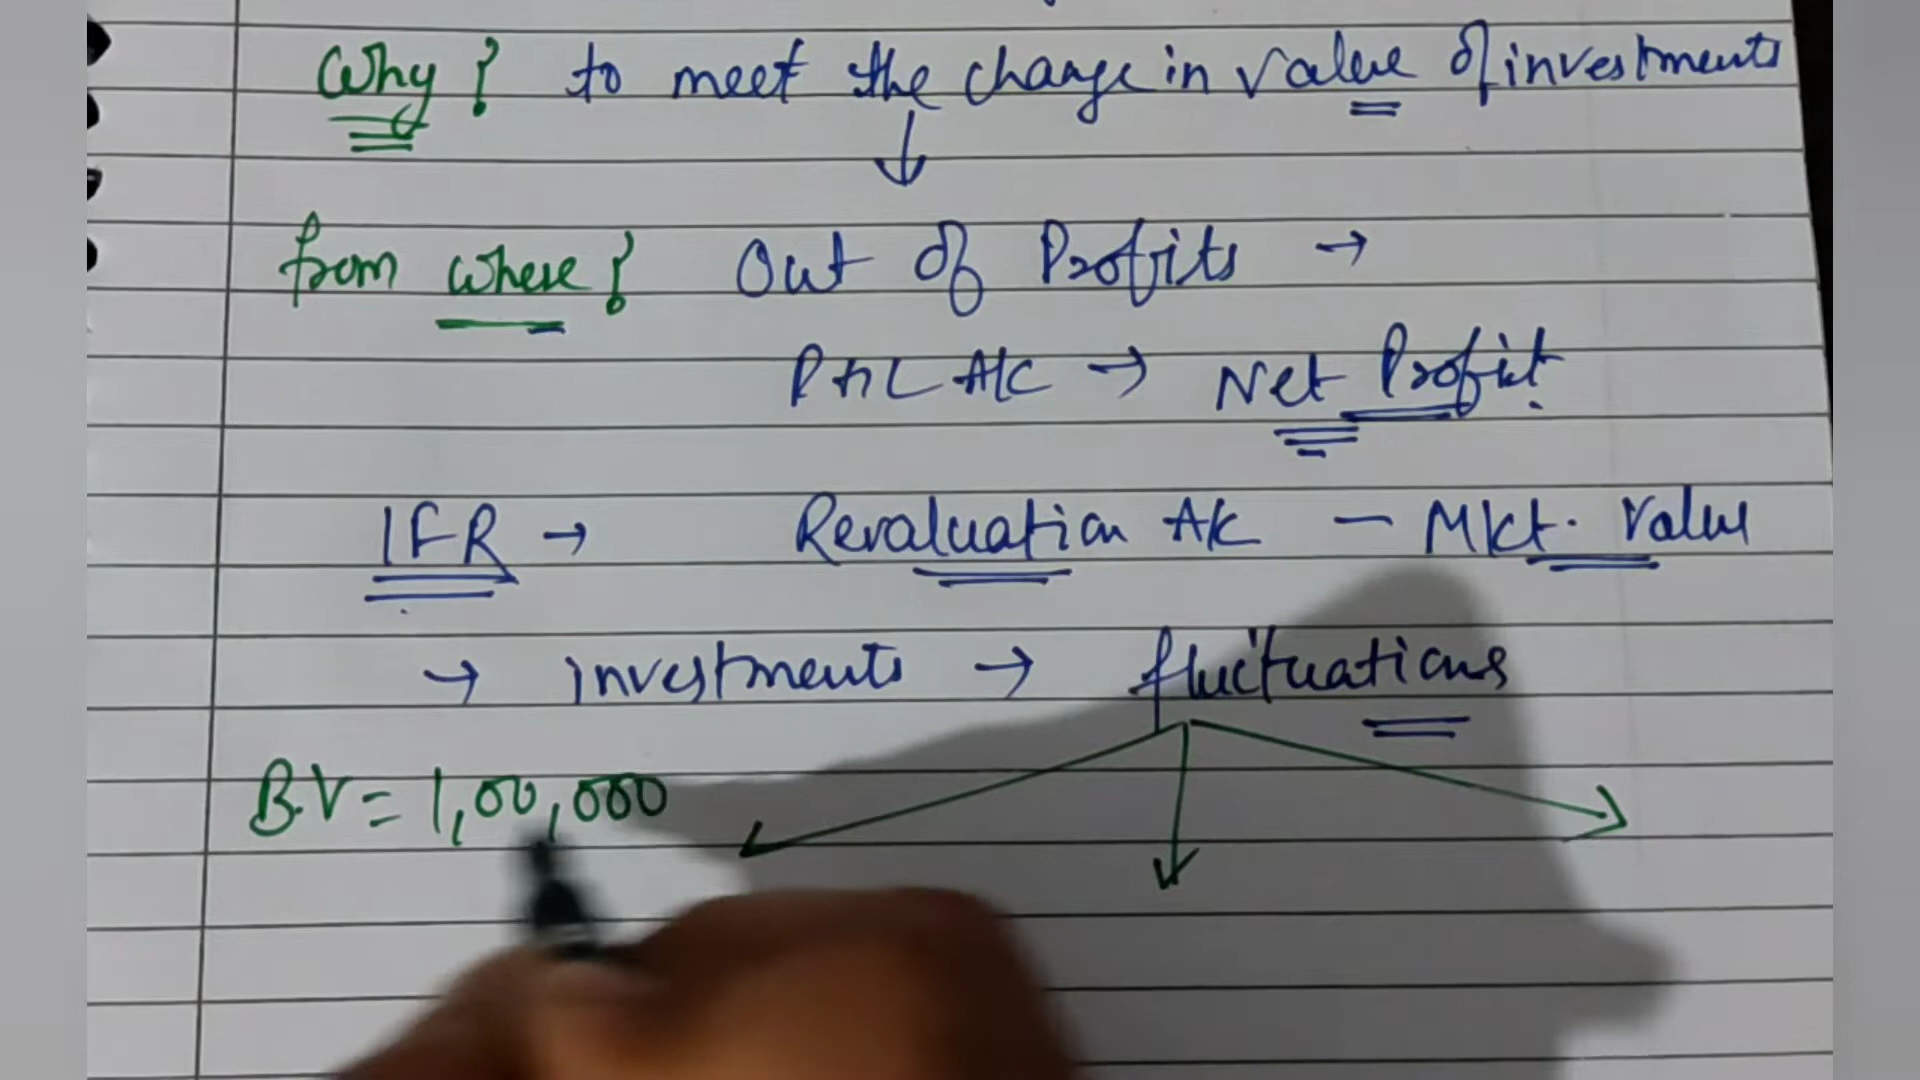 Why? to meet the change in value of investments
from where? Out of Profits →
P n L A/c → Net Profit.
IFR → Revaluation A/c - Mkt. Value
→ investments → fluctuations
B.V = 1,00,000